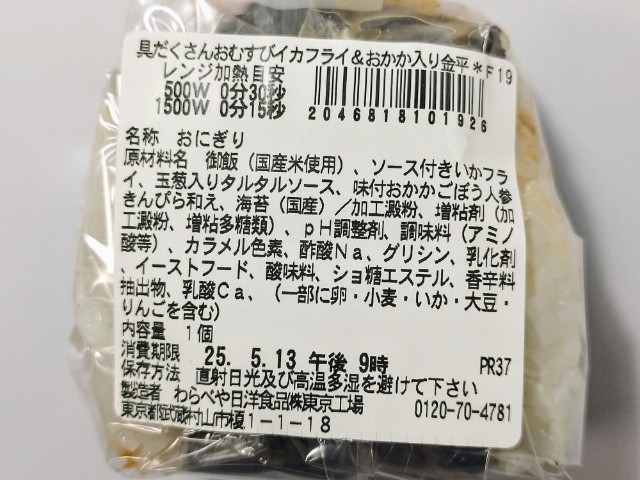 具だくさんおむすびイカフライ＆おかか入り金平＊F19
レンジ加熱目安
500W 0分30秒
1500W 0分15秒
2046818101926
名称 おにぎり
原材料名 御飯（国産米使用）、ソース付きいかフラ
イ、玉葱入りタルタルソース、味付おかかごぼう人参
きんぴら和え、海苔（国産）／加工澱粉、増粘剤（加
工澱粉、増粘多糖類）、pH調整剤、調味料（アミノ
酸等）、カラメル色素、酢酸Na、グリシン、乳化剤
、イーストフード、酸味料、ショ糖エステル、香辛料
抽出物、乳酸Ca、（一部に卵・小麦・いか・大豆・
りんごを含む）
内容量 1個
消費期限 25. 5.13 午後 9時 PR37
保存方法 直射日光及び高温多湿を避けて下さい
製造者 わらべや日洋食品㈱東京工場
東京都武蔵村山市榎1-1-18 0120-70-4781